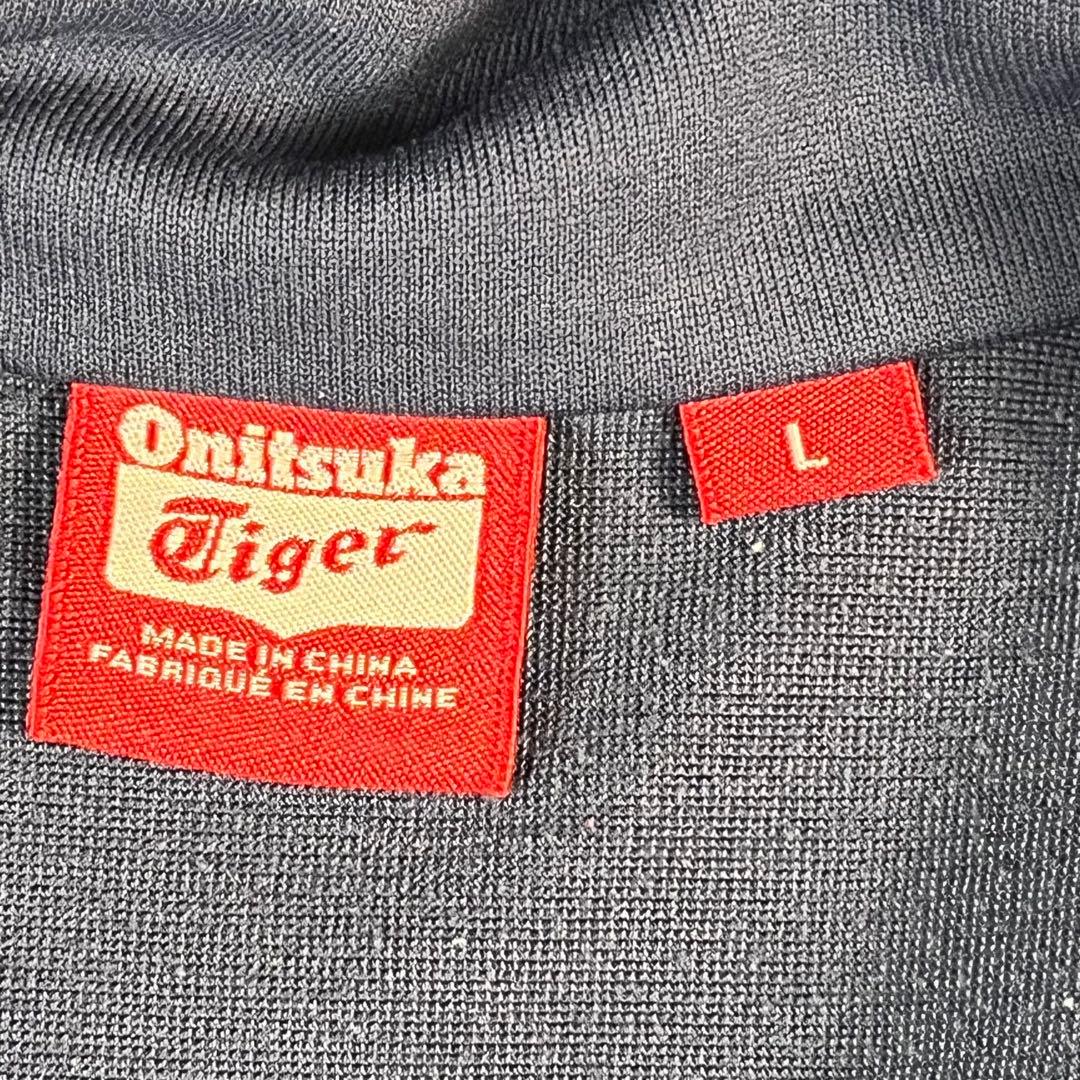 Onitsuka
Tiger
MADE IN CHINA
FABRIQUÉ EN CHINE
L